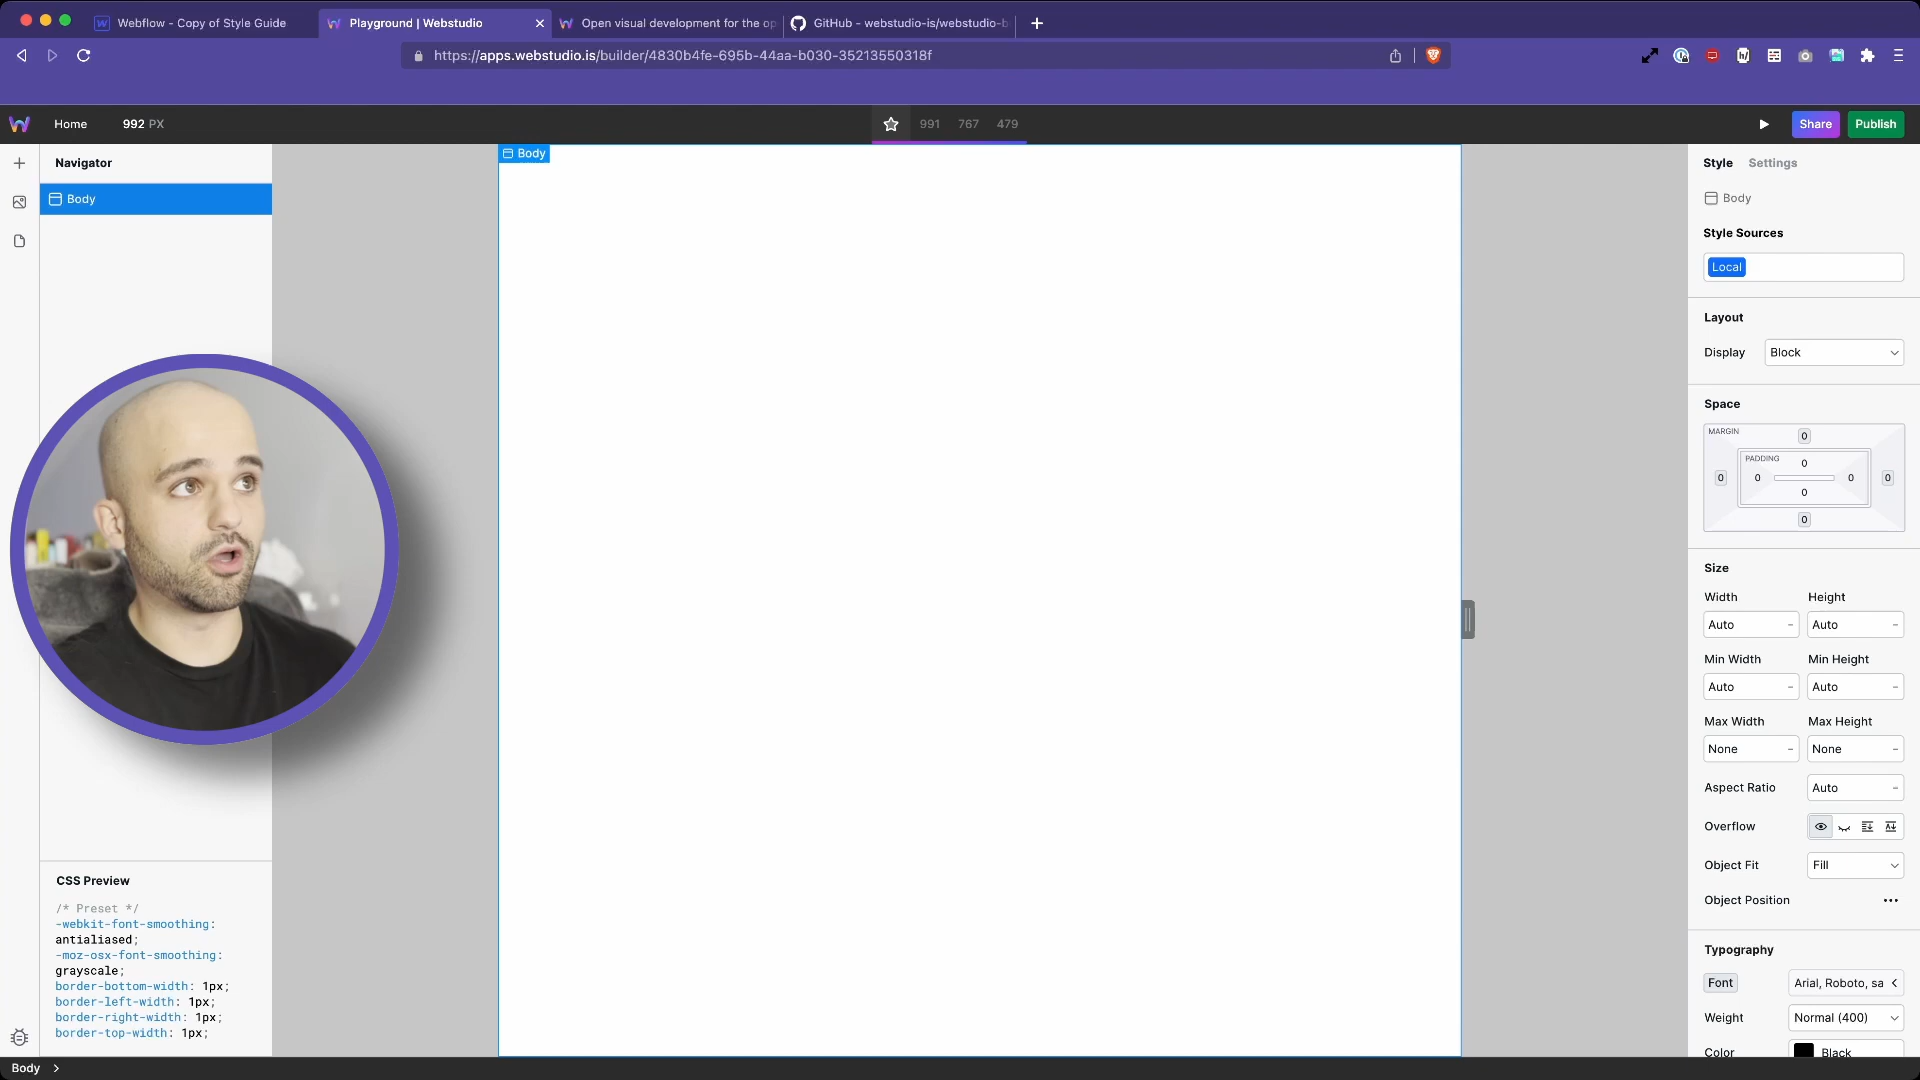 Webflow - Copy of Style Guide
Playground | Webstudio
Open visual development for the op
GitHub - webstudio-is/webstudio-b
https://apps.webstudio.is/builder/4830b4fe-695b-44aa-b030-35213550318f
Home
992 PX
991
767
479
Share
Publish
Navigator
Body
Body
Style
Settings
Body
Style Sources
Local
Layout
Display
Block
Space
MARGIN
0
PADDING
0
0
0
0
0
0
0
Size
Width
Height
Auto
Auto
Min Width
Min Height
Auto
Auto
Max Width
Max Height
None
None
Aspect Ratio
Auto
Overflow
Object Fit
Fill
Object Position
Typography
Font
Arial, Roboto, sa
Weight
Normal (400)
Color
Black
CSS Preview
/* Preset */
-webkit-font-smoothing:
antialiased;
-moz-osx-font-smoothing:
grayscale;
border-bottom-width: 1px;
border-left-width: 1px;
border-right-width: 1px;
border-top-width: 1px;
Body